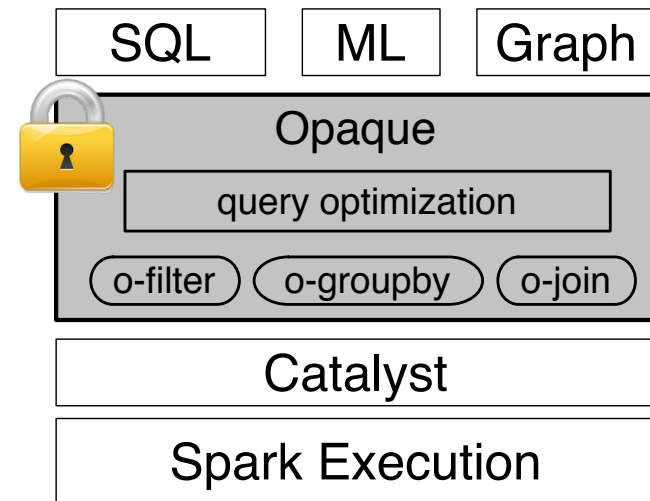 SQL ML Graph
Opaque
query optimization
o-filter o-groupby o-join
Catalyst
Spark Execution